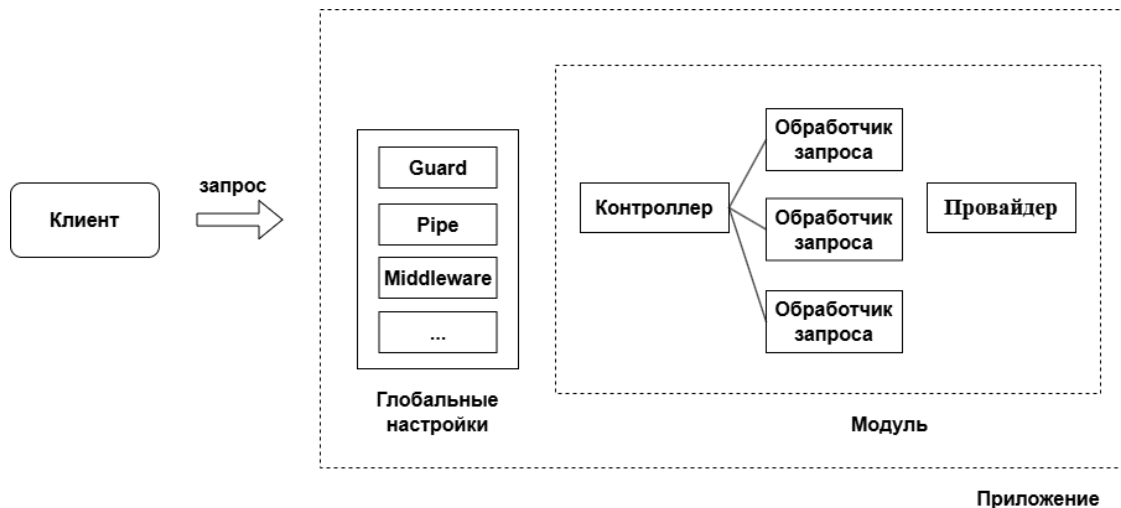 Клиент
запрос
Guard
Pipe
Middleware
...
Глобальные
настройки
Контроллер
Обработчик
запроса
Обработчик
запроса
Обработчик
запроса
Провайдер
Модуль
Приложение